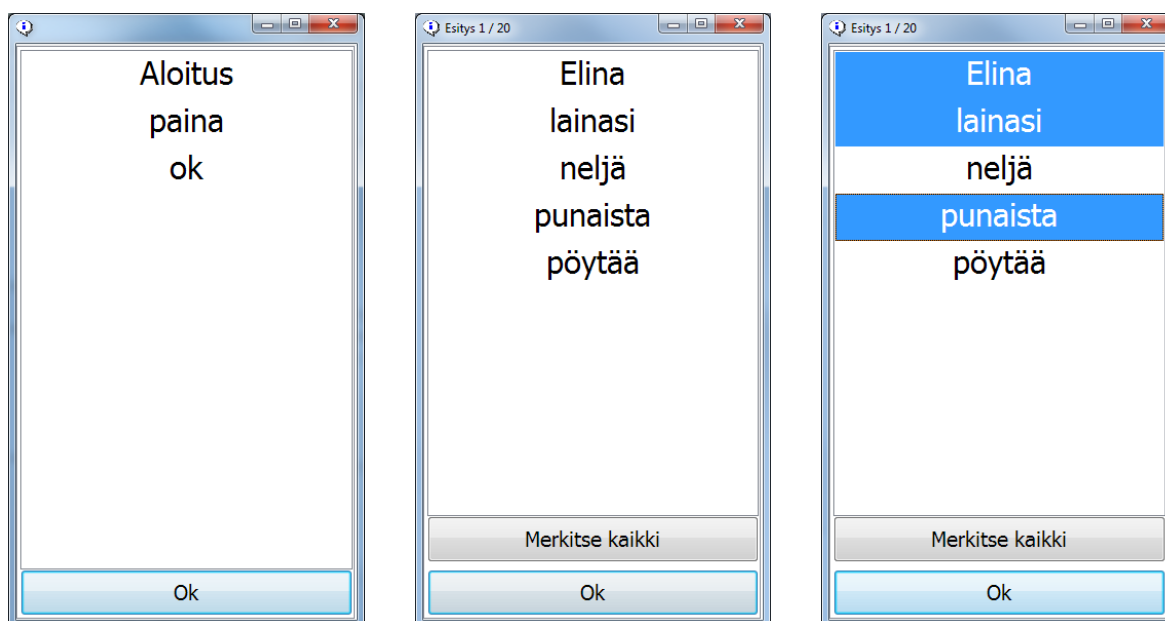 Aloitus
paina
ok
Ok
Esitys 1 / 20
Elina
lainasi
neljä
punaista
pöytää
Merkitse kaikki
Ok
Esitys 1 / 20
Elina
lainasi
neljä
punaista
pöytää
Merkitse kaikki
Ok